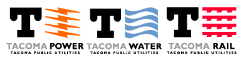 T T T
TACOMA POWER TACOMA WATER TACOMA RAIL
TACOMA PUBLIC UTILITIES TACOMA PUBLIC UTILITIES TACOMA PUBLIC UTILITIES